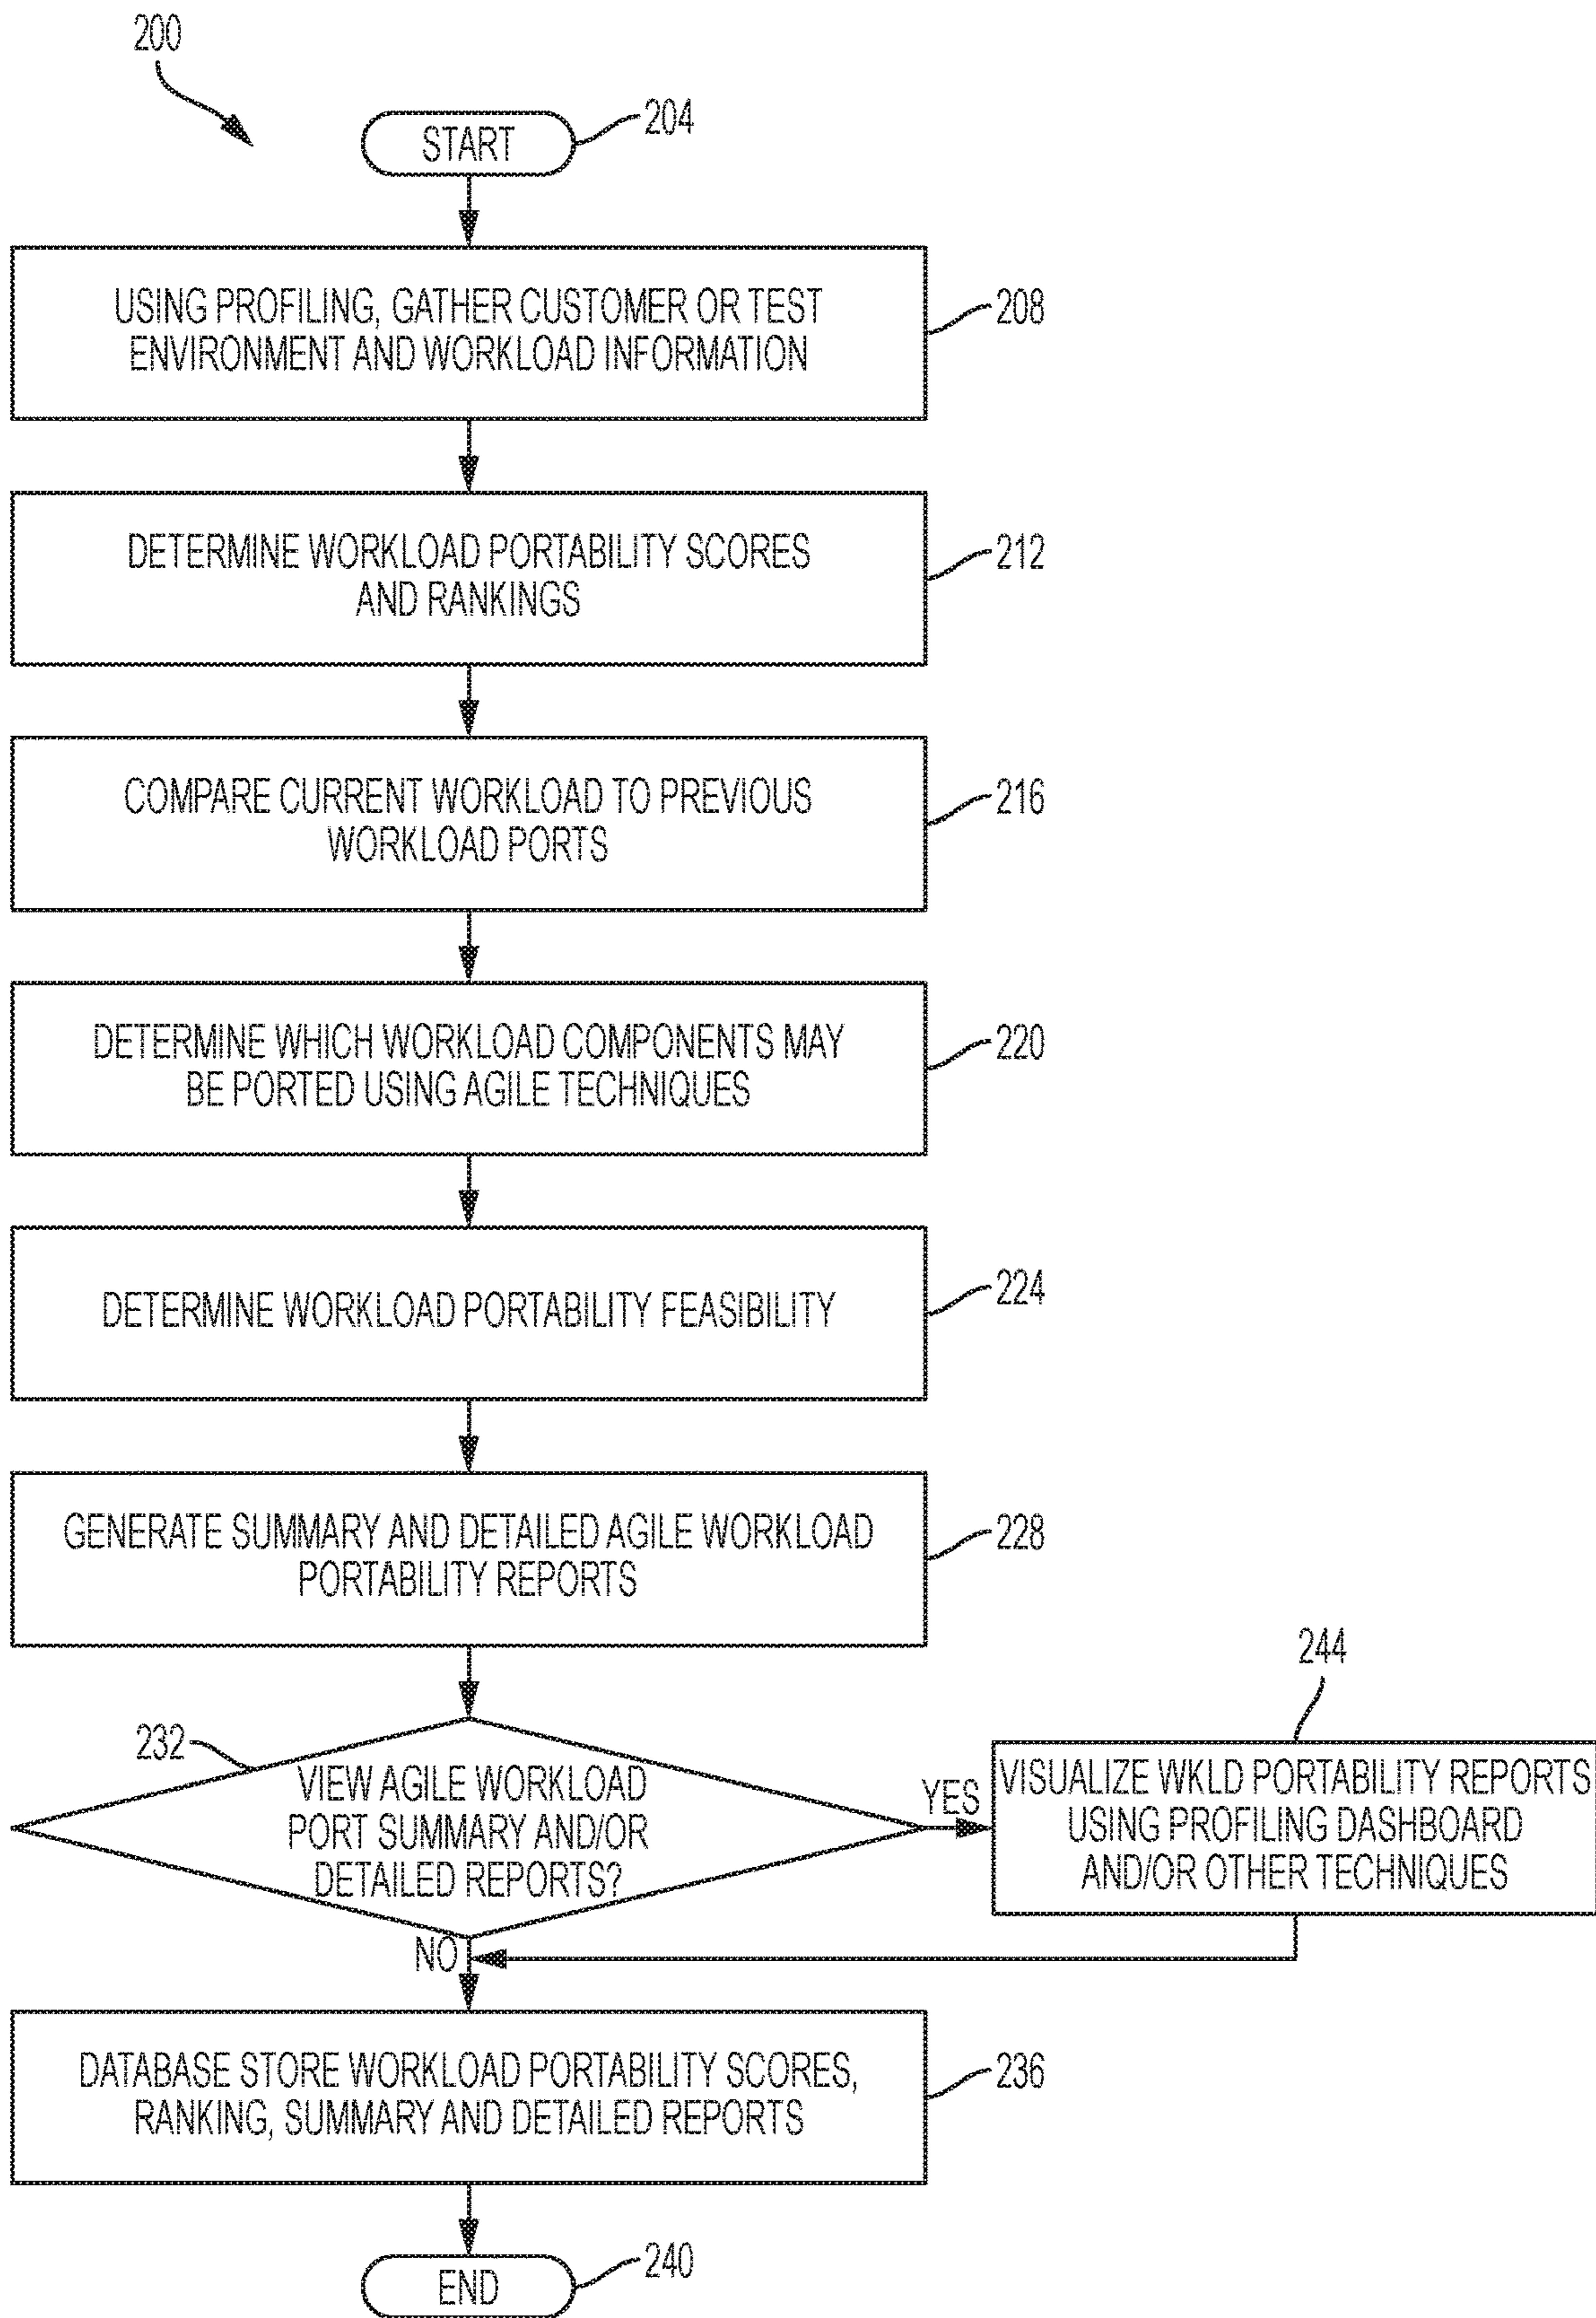 200
START
204
USING PROFILING, GATHER CUSTOMER OR TEST
ENVIRONMENT AND WORKLOAD INFORMATION
208
DETERMINE WORKLOAD PORTABILITY SCORES
AND RANKINGS
212
COMPARE CURRENT WORKLOAD TO PREVIOUS
WORKLOAD PORTS
216
DETERMINE WHICH WORKLOAD COMPONENTS MAY
BE PORTED USING AGILE TECHNIQUES
220
DETERMINE WORKLOAD PORTABILITY FEASIBILITY
224
GENERATE SUMMARY AND DETAILED AGILE WORKLOAD
PORTABILITY REPORTS
228
232
VIEW AGILE WORKLOAD
PORT SUMMARY AND/OR
DETAILED REPORTS?
YES
244
VISUALIZE WKLD PORTABILITY REPORTS
USING PROFILING DASHBOARD
AND/OR OTHER TECHNIQUES
NO
DATABASE STORE WORKLOAD PORTABILITY SCORES,
RANKING, SUMMARY AND DETAILED REPORTS
236
END
240